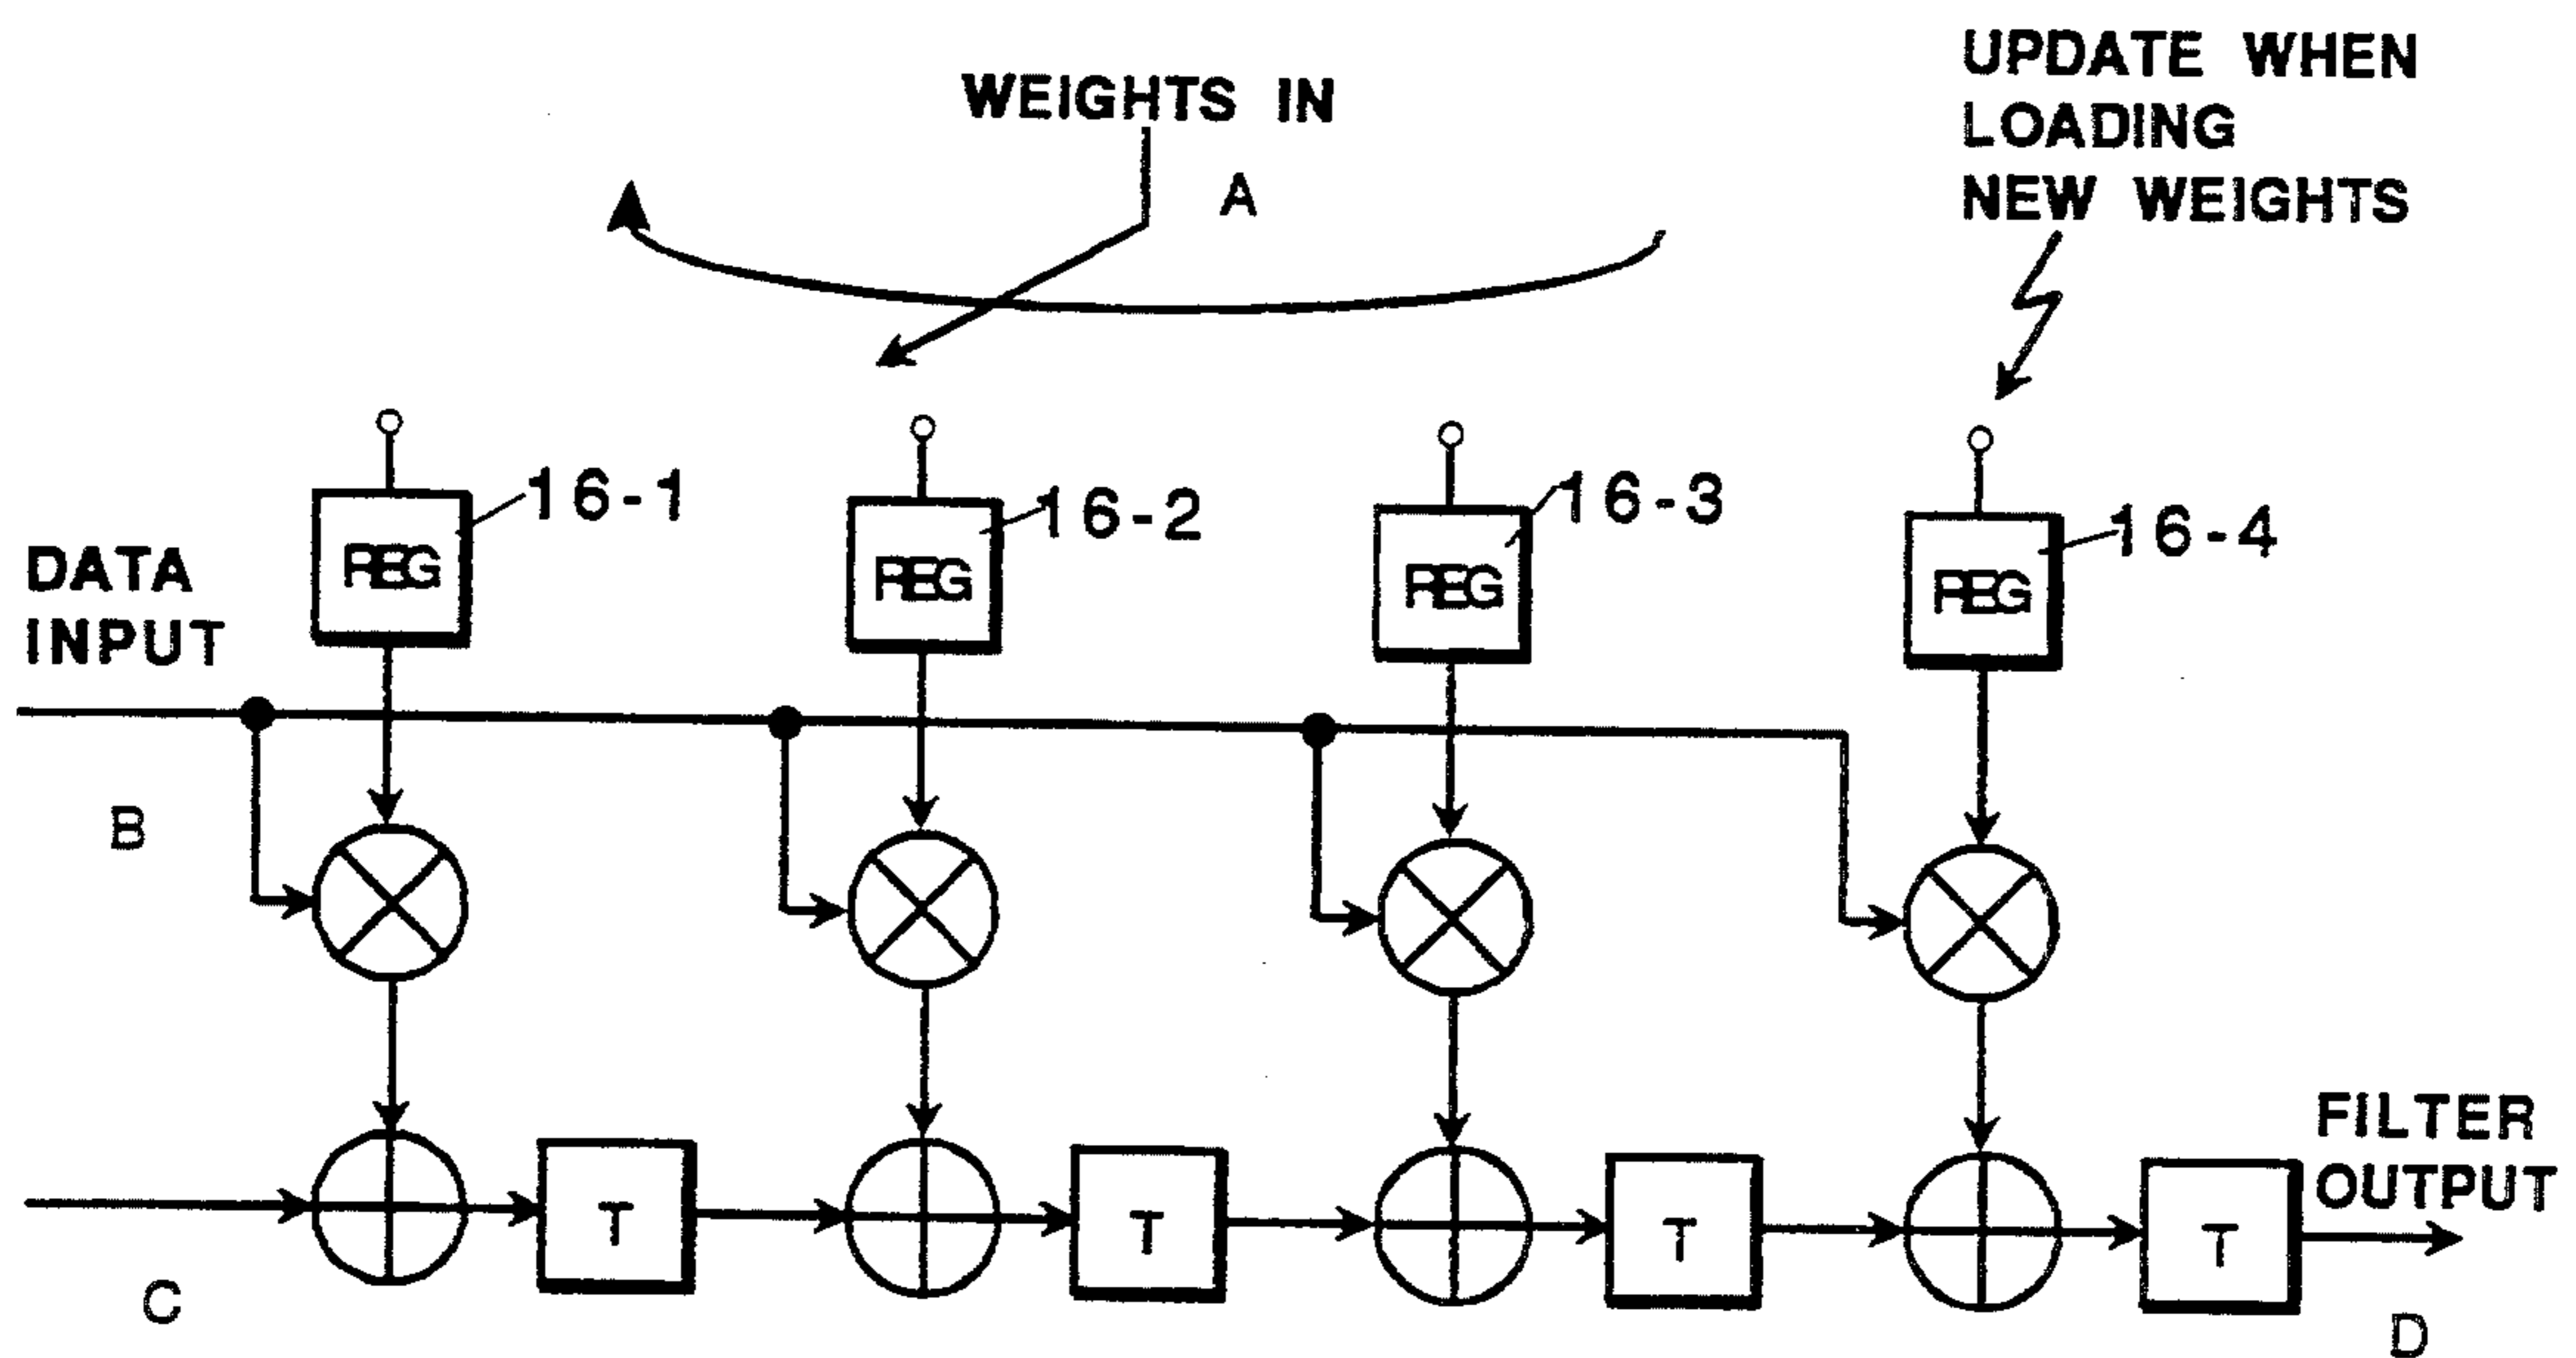 WEIGHTS IN
A
UPDATE WHEN
LOADING
NEW WEIGHTS
16-1
16-2
16-3
16-4
REG
REG
REG
REG
DATA
INPUT
B
T
T
T
T
FILTER
OUTPUT
C
D